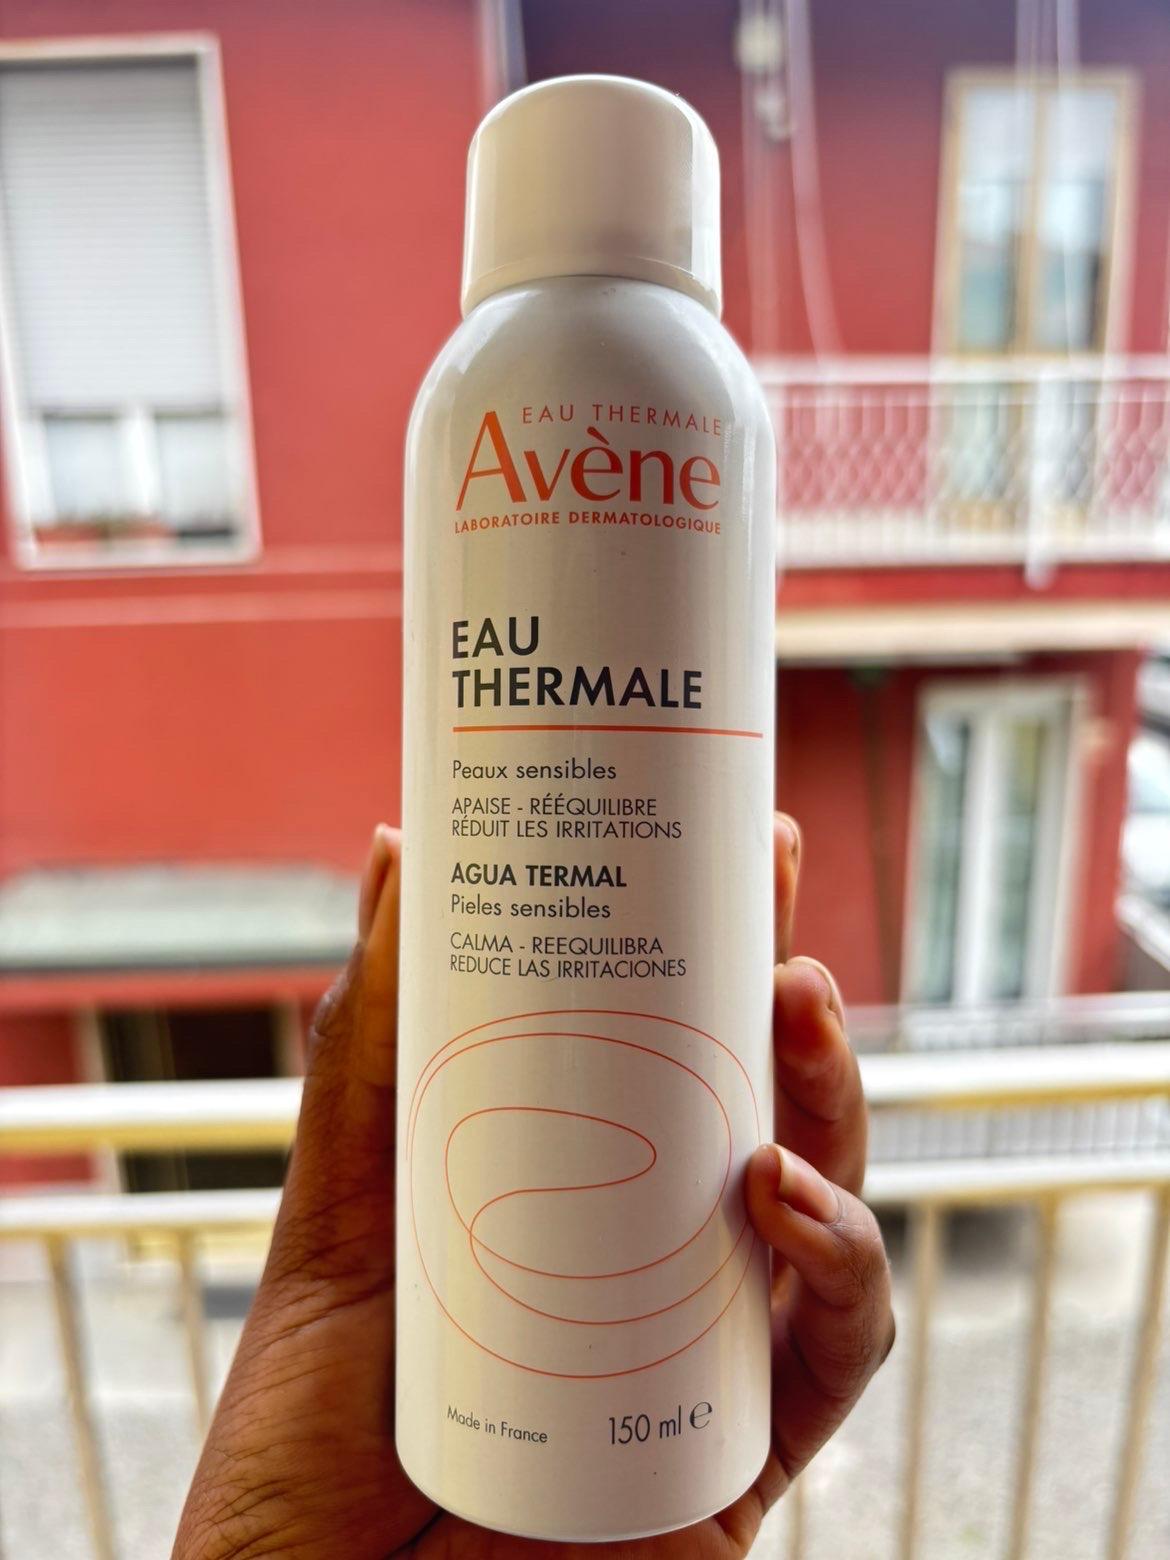 EAU THERMALE
Avène
LABORATOIRE DERMATOLOGIQUE
EAU
THERMALE
Peaux sensibles
APAISE - RÉÉQUILIBRE
RÉDUIT LES IRRITATIONS
AGUA TERMAL
Pieles sensibles
CALMA - REEQUILIBRA
REDUCE LAS IRRITACIONES
Made in France 150 ml ℮